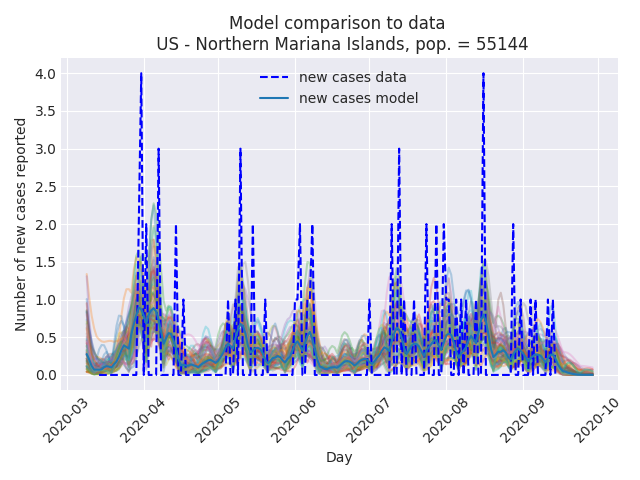 Model comparison to data
US - Northern Mariana Islands, pop. = 55144
new cases data
new cases model
Number of new cases reported
4.0
3.5
3.0
2.5
2.0
1.5
1.0
0.5
0.0
2020-03
2020-04
2020-05
2020-06
2020-07
2020-08
2020-09
2020-10
Day